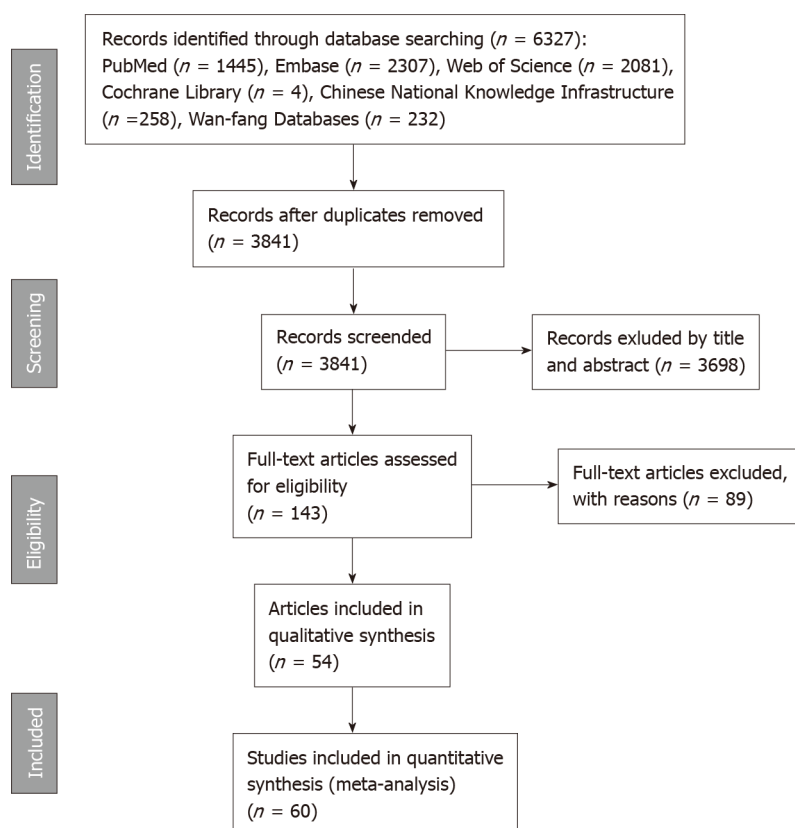 Identification
Records identified through database searching (n = 6327):
PubMed (n = 1445), Embase (n = 2307), Web of Science (n = 2081),
Cochrane Library (n = 4), Chinese National Knowledge Infrastructure
(n =258), Wan-fang Databases (n = 232)
Records after duplicates removed
(n = 3841)
Screening
Records screended
(n = 3841)
Records exluded by title
and abstract (n = 3698)
Eligibility
Full-text articles assessed
for eligibility
(n = 143)
Full-text articles excluded,
with reasons (n = 89)
Articles included in
qualitative synthesis
(n = 54)
Included
Studies included in quantitative
synthesis (meta-analysis)
(n = 60)